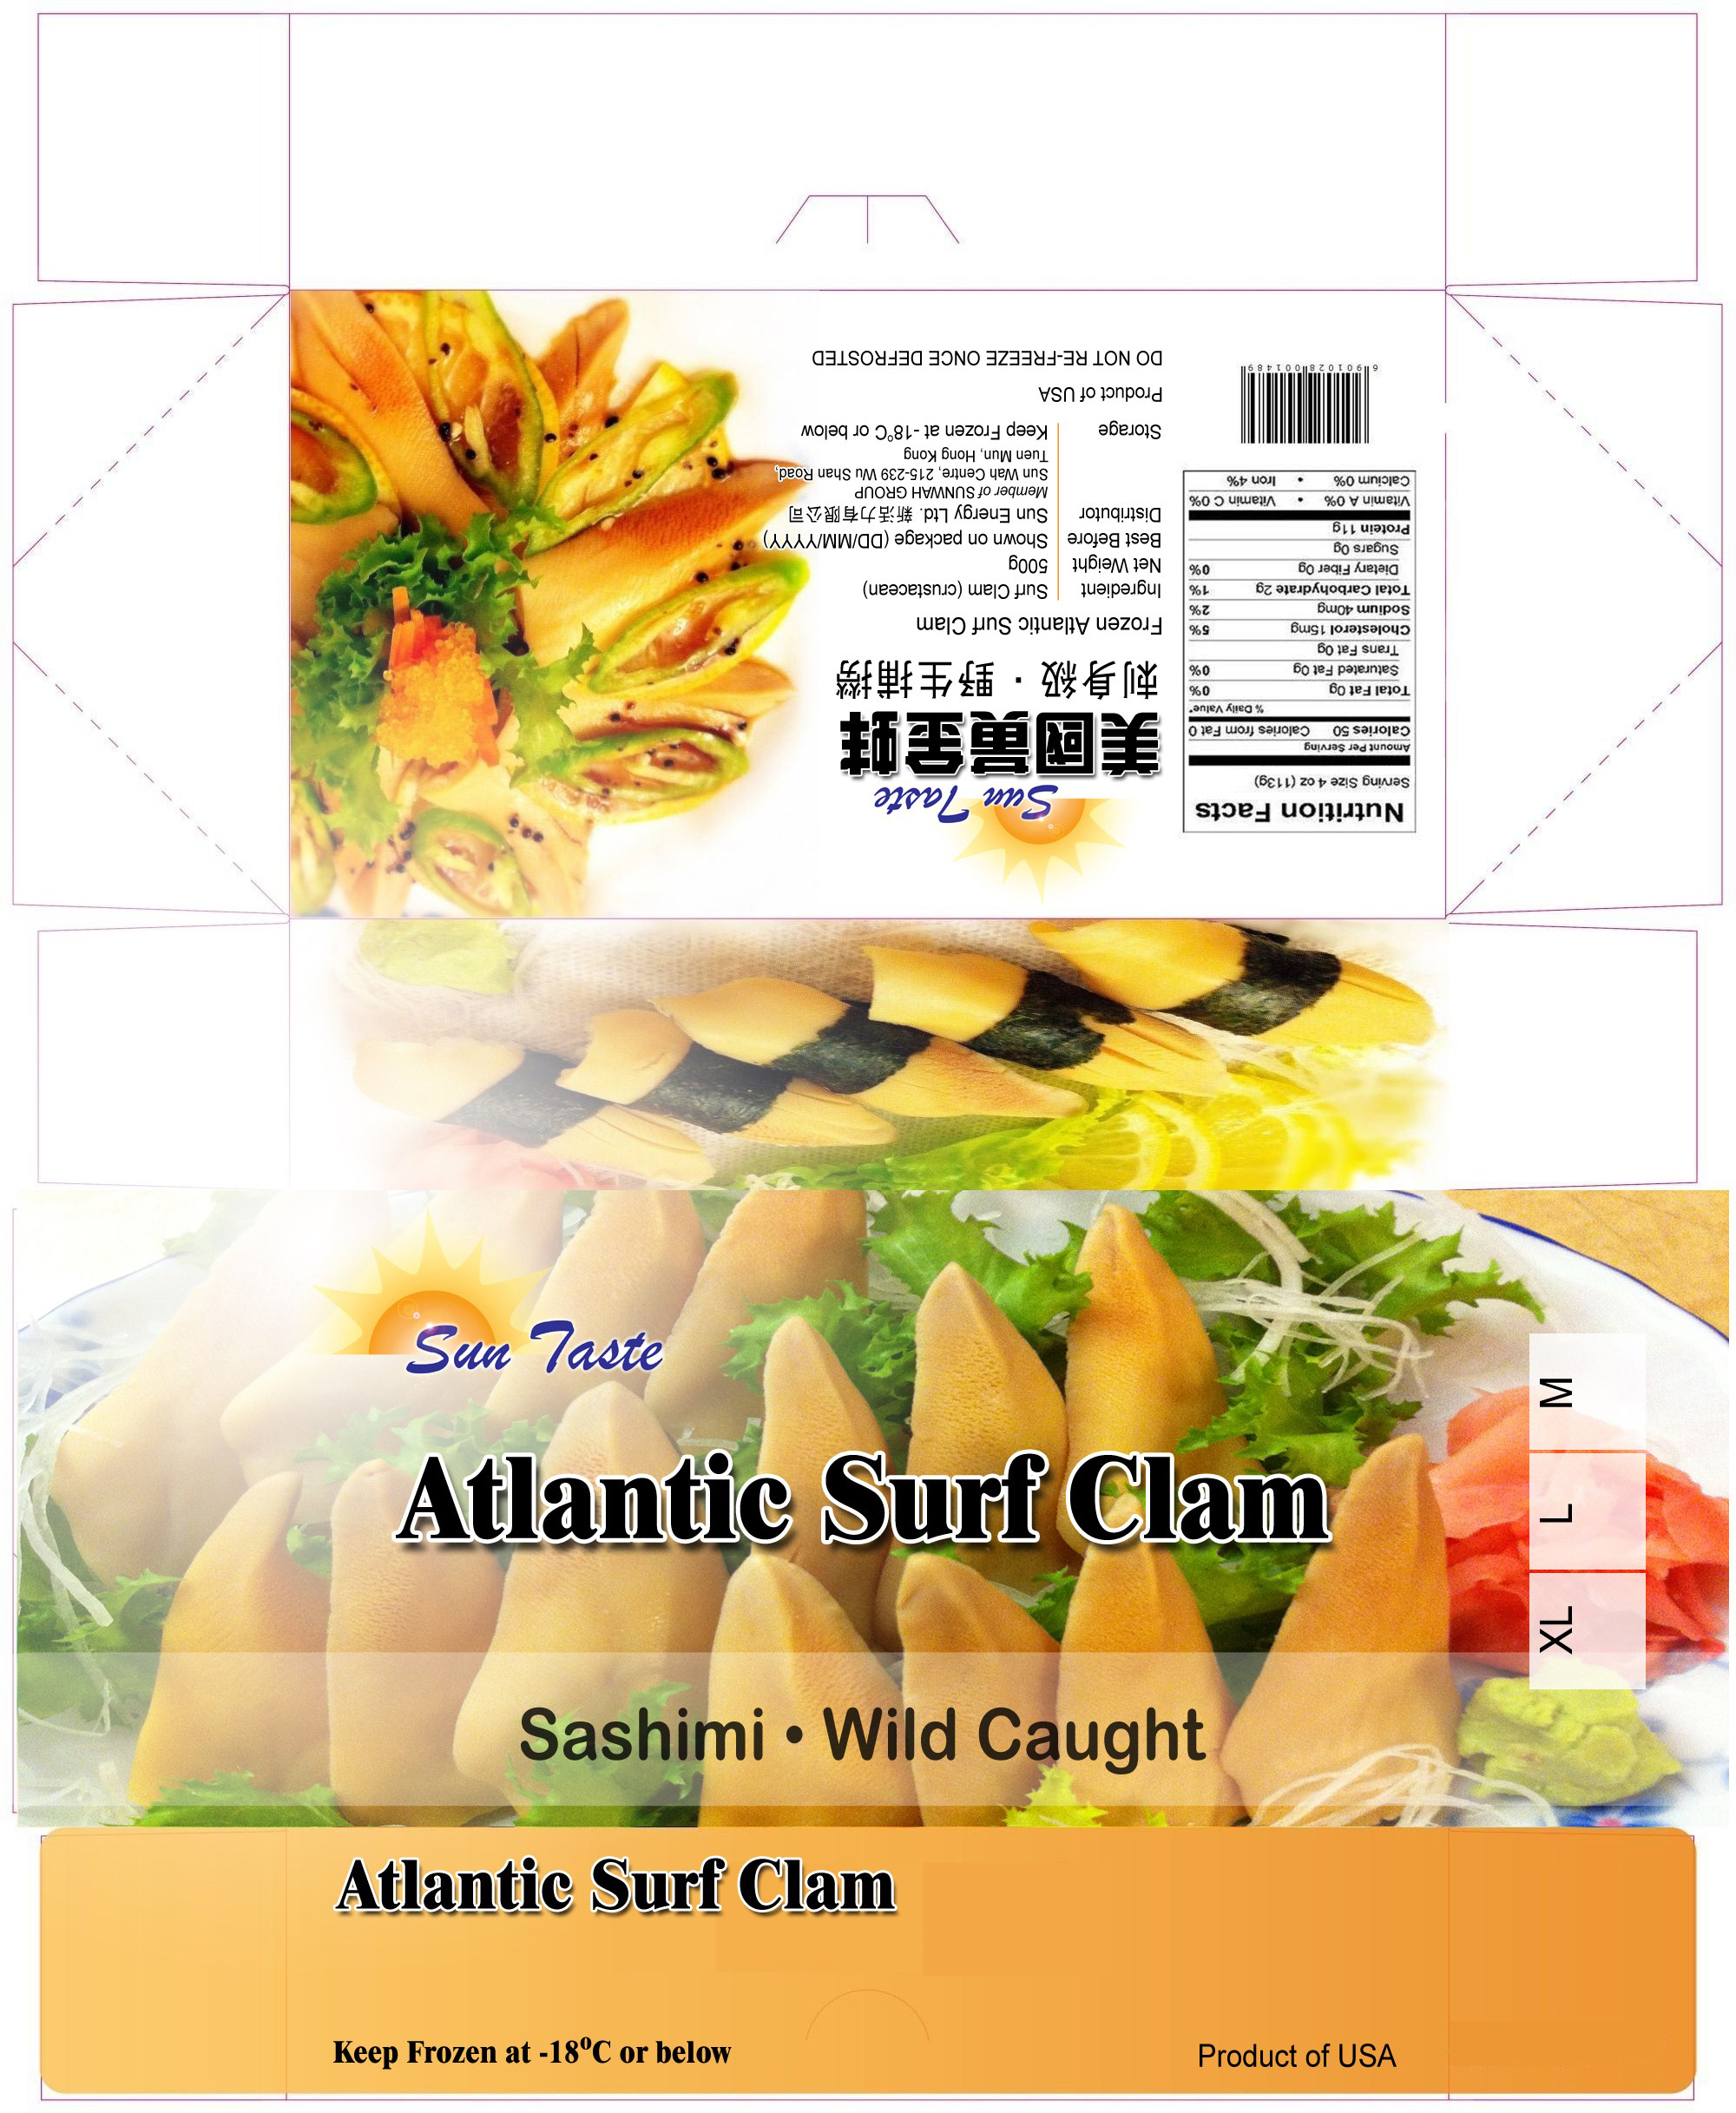 Nutrition Facts
Serving Size 4 oz (113g)
Amount Per Serving
Calories 50 Calories from Fat 0
% Daily Value*
Total Fat 0g 0%
Saturated Fat 0g 0%
Trans Fat 0g
Cholesterol 15mg 5%
Sodium 40mg 2%
Total Carbohydrate 2g 1%
Dietary Fiber 0g 0%
Sugars 0g
Protein 11g
Vitamin A 0% • Vitamin C 0%
Calcium 0% • Iron 4%
6 901028 001489
Sun Taste
美國黃金蚌
刺身級・野生捕撈
Frozen Atlantic Surf Clam
Ingredient Surf Clam (crustacean)
Net Weight 500g
Best Before Shown on package (DD/MM/YYYY)
Distributor Sun Energy Ltd. 新活力有限公司
Member of SUNWAH GROUP
Sun Wah Centre, 215-239 Wu Shan Road,
Tuen Mun, Hong Kong
Storage Keep Frozen at -18°C or below
Product of USA
DO NOT RE-FREEZE ONCE DEFROSTED
Sun Taste
Atlantic Surf Clam
Sashimi • Wild Caught
M
L
XL
Atlantic Surf Clam
Keep Frozen at -18°C or below
Product of USA